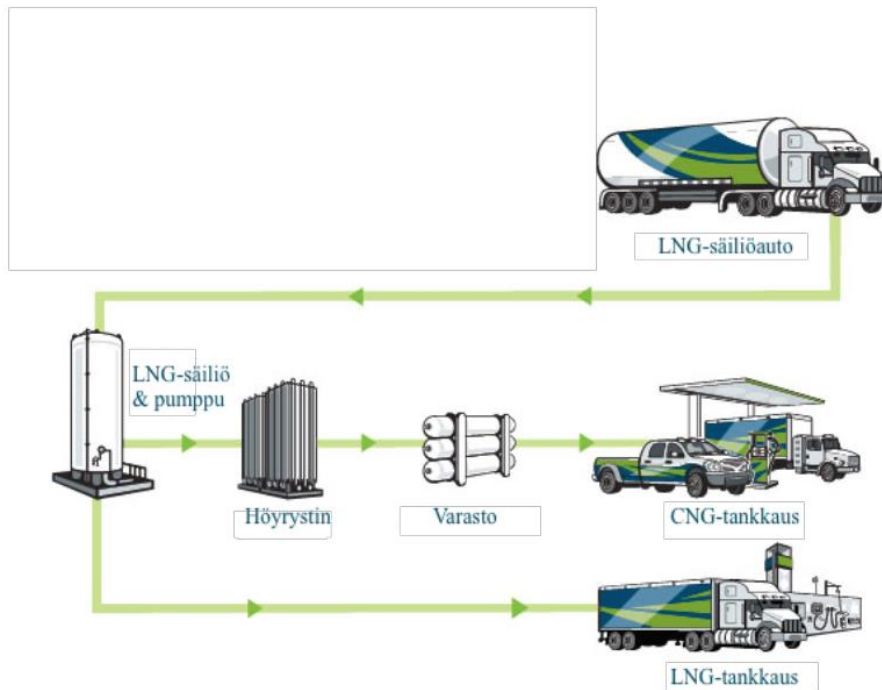 LNG-säiliöauto
LNG-säiliö
& pumppu
Höyrystin
Varasto
CNG-tankkaus
LNG-tankkaus